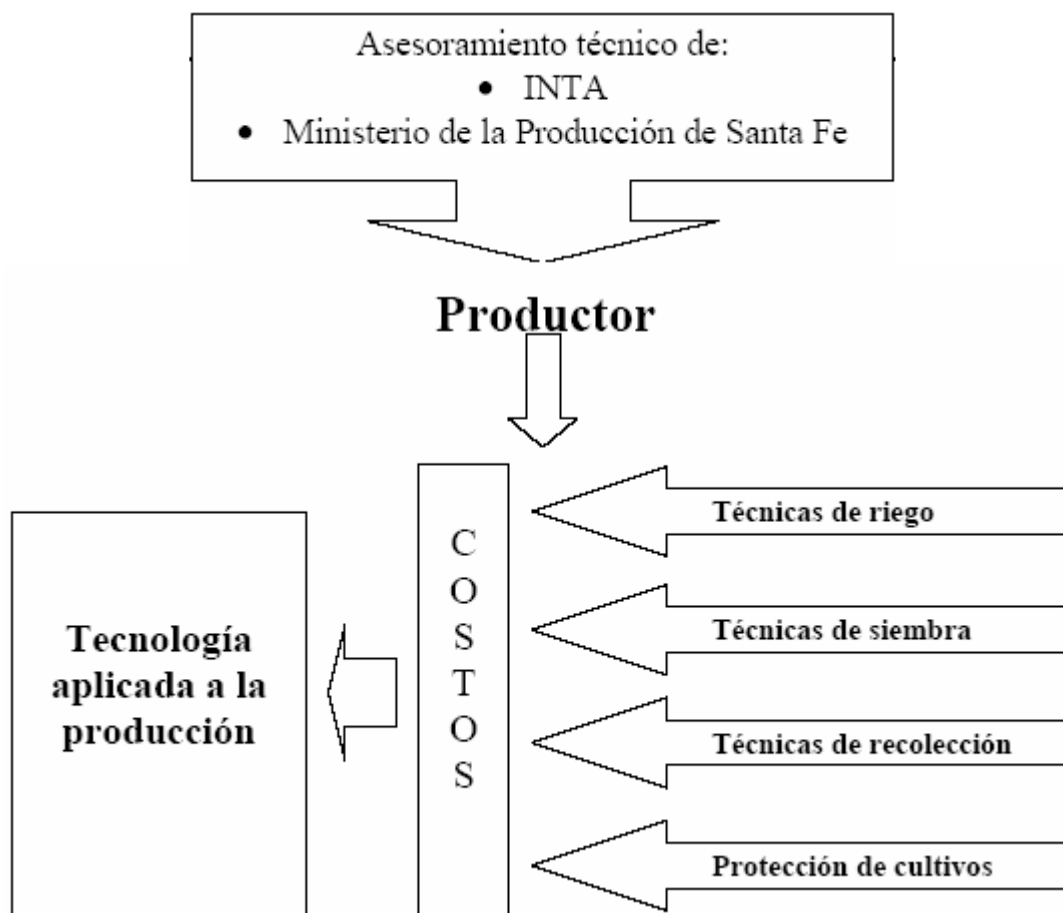 Asesoramiento técnico de:
• INTA
• Ministerio de la Producción de Santa Fe
Productor
COSTOS
Técnicas de riego
Técnicas de siembra
Técnicas de recolección
Protección de cultivos
Tecnología
aplicada a la
producción